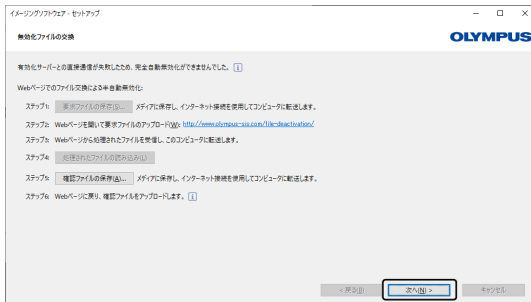 イメージングソフトウェア - セットアップ
無効化ファイルの交換
OLYMPUS
有効化サーバーとの直接通信が失敗したため、完全自動無効化ができませんでした。 i
Webページでのファイル交換による半自動無効化:
ステップ1: 要求ファイルの保存(S)... メディアに保存し、インターネット接続を使用してコンピュータに転送します。
ステップ2: Webページを開いて要求ファイルのアップロード(W): http://www.olympus-sis.com/file-deactivation/
ステップ3: Webページから処理されたファイルを受信し、このコンピュータに転送します。
ステップ4: 処理されたファイルの読み込み(L)
ステップ5: 確認ファイルの保存(A)... メディアに保存し、インターネット接続を使用してコンピュータに転送します。
ステップ6: Webページに戻り、確認ファイルをアップロードします。 i
< 戻る(B) 次へ(N) > キャンセル